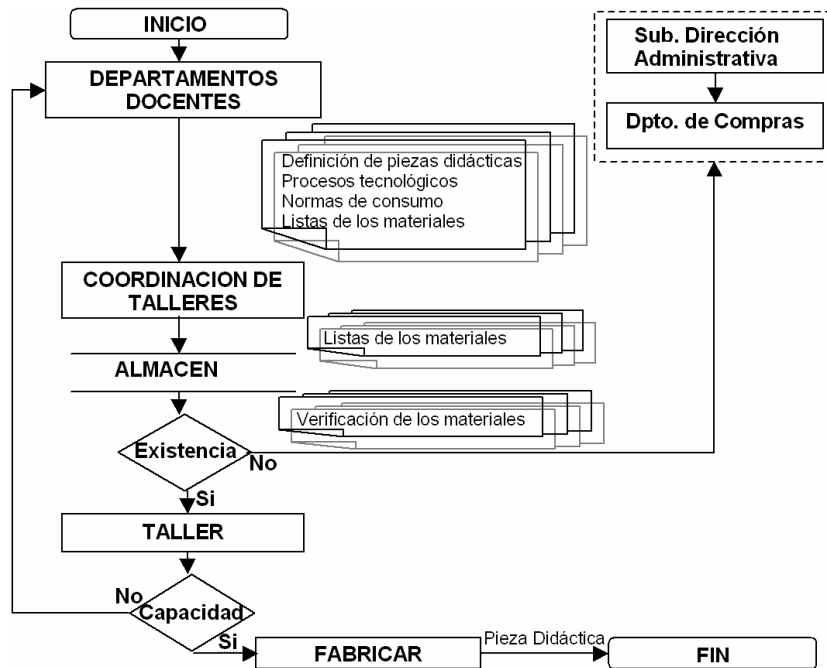 INICIO
DEPARTAMENTOS
DOCENTES
Sub. Dirección
Administrativa
Dpto. de Compras
Definición de piezas didácticas
Procesos tecnológicos
Normas de consumo
Listas de los materiales
COORDINACION DE
TALLERES
Listas de los materiales
ALMACEN
Verificación de los materiales
Existencia
No
Si
TALLER
No
Capacidad
Si
FABRICAR
Pieza Didáctica
FIN